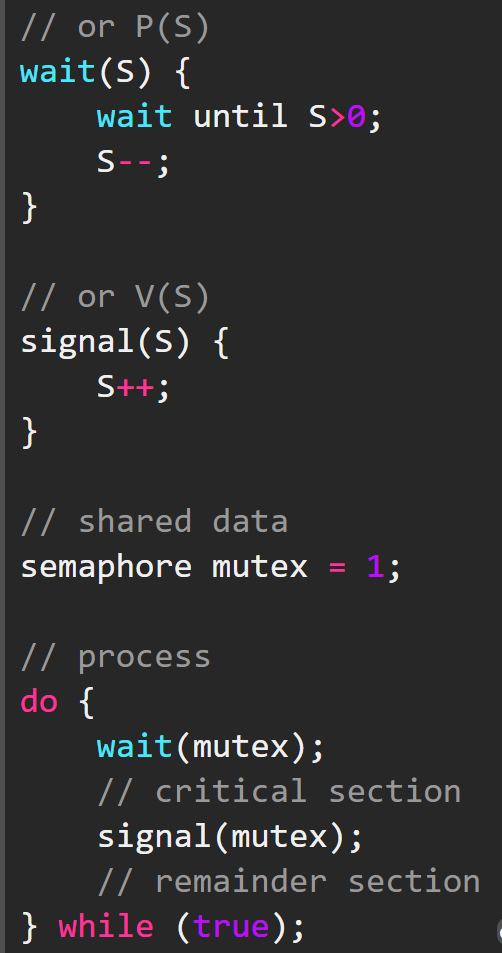 // or P(S)
wait(S) {
    wait until S>0;
    S--;
}

// or V(S)
signal(S) {
    S++;
}

// shared data
semaphore mutex = 1;

// process
do {
    wait(mutex);
    // critical section
    signal(mutex);
    // remainder section
} while (true);